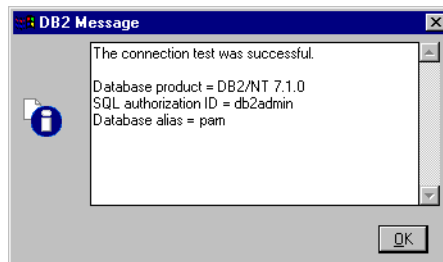 DB2 Message
The connection test was successful.
Database product = DB2/NT 7.1.0
SQL authorization ID = db2admin
Database alias = pam
OK